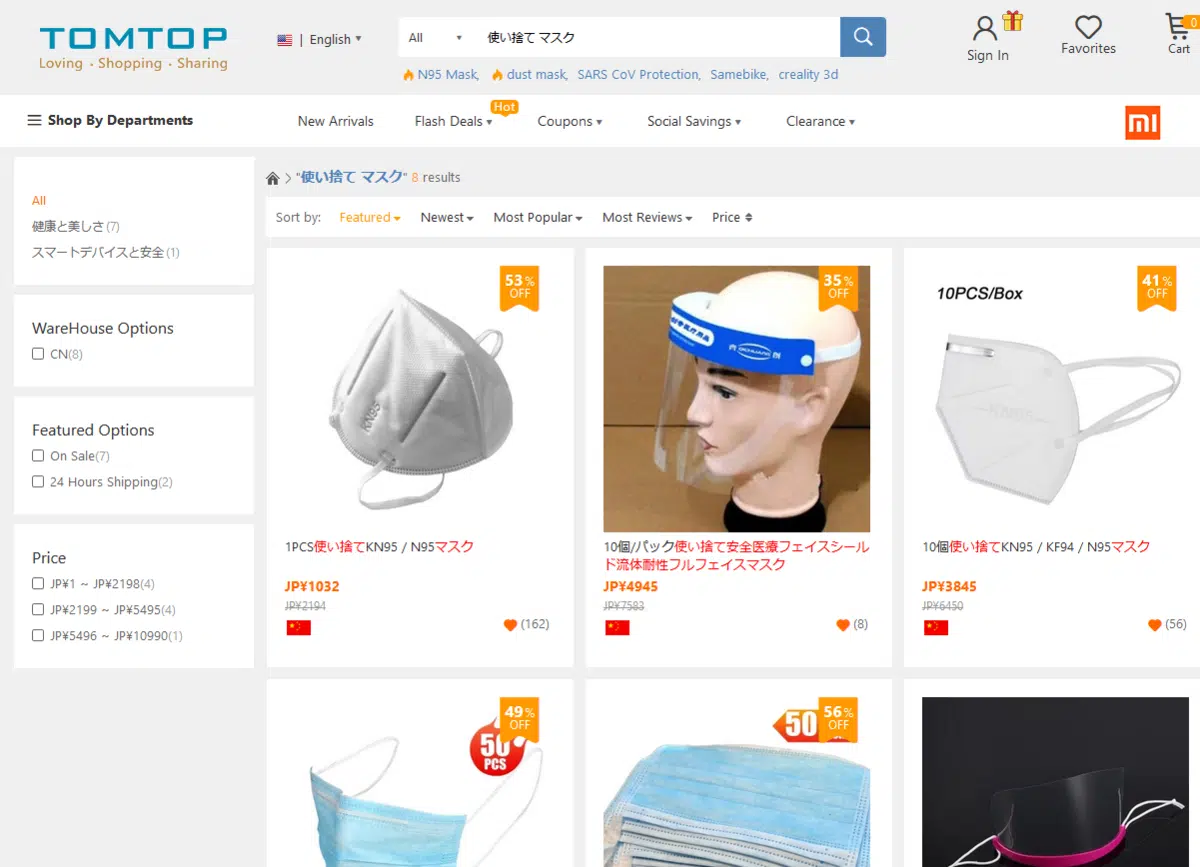 TOMTOP
Loving · Shopping · Sharing
| English
All
使い捨て マスク
N95 Mask, dust mask, SARS CoV Protection, Samebike, creality 3d
Sign In
Favorites
0
Cart
Shop By Departments
New Arrivals
Flash Deals
Hot
Coupons
Social Savings
Clearance
mi
All
健康と美しさ(7)
スマートデバイスと安全(1)
WareHouse Options
CN(8)
Featured Options
On Sale(7)
24 Hours Shipping(2)
Price
JP¥1 ~ JP¥2198(4)
JP¥2199 ~ JP¥5495(4)
JP¥5496 ~ JP¥10990(1)
"使い捨て マスク" 8 results
Sort by: Featured Newest Most Popular Most Reviews Price
53%
OFF
KN95
1PCS使い捨てKN95 / N95マスク
JP¥1032
JP¥2194
(162)
35%
OFF
10個/パック使い捨て安全医療フェイスシール
ド流体耐性フルフェイスマスク
JP¥4945
JP¥7583
(8)
10PCS/Box
41%
OFF
KN95
10個使い捨てKN95 / KF94 / N95マスク
JP¥3845
JP¥6450
(56)
49%
OFF
50
PCS
50
56%
OFF